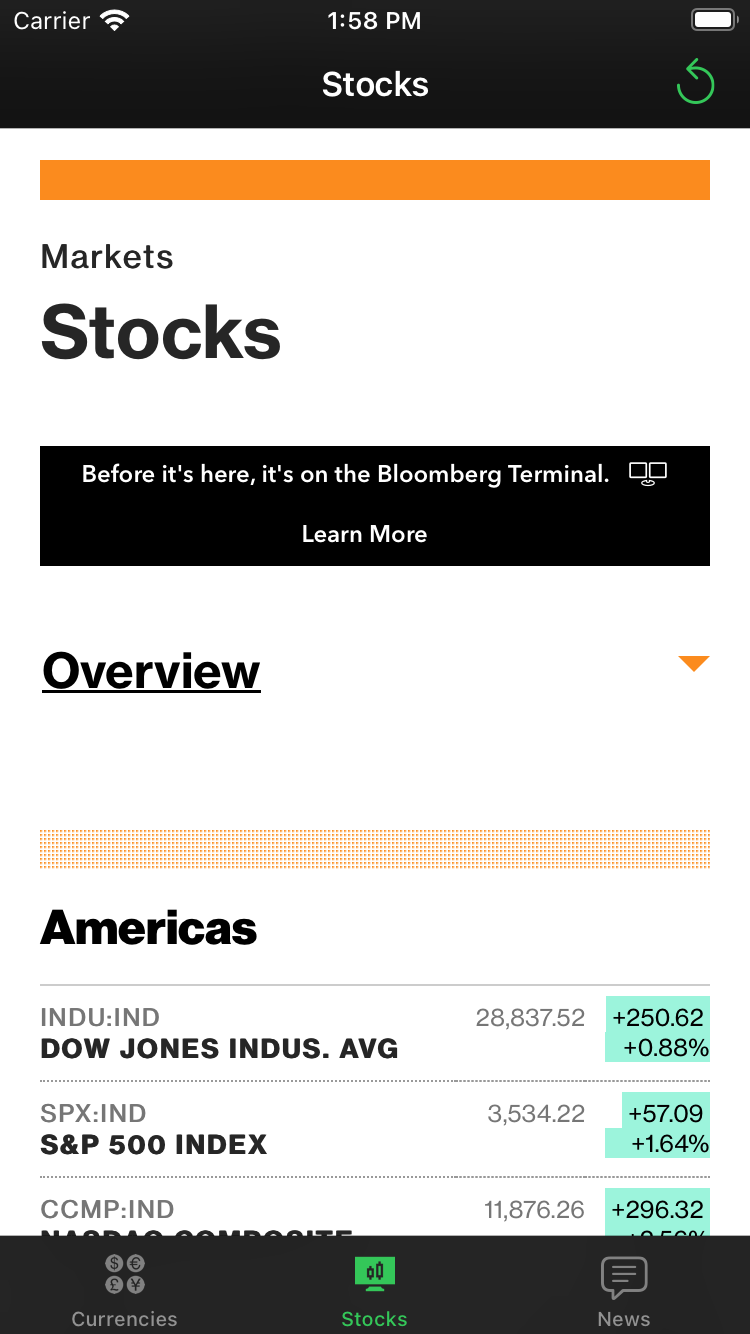 Carrier 1:58 PM
Stocks
Markets
Stocks
Before it's here, it's on the Bloomberg Terminal.
Learn More
Overview
Americas
INDU:IND 28,837.52 +250.62
DOW JONES INDUS. AVG +0.88%
SPX:IND 3,534.22 +57.09
S&P 500 INDEX +1.64%
CCMP:IND 11,876.26 +296.32
NASDAQ COMPOSITE
Currencies Stocks News